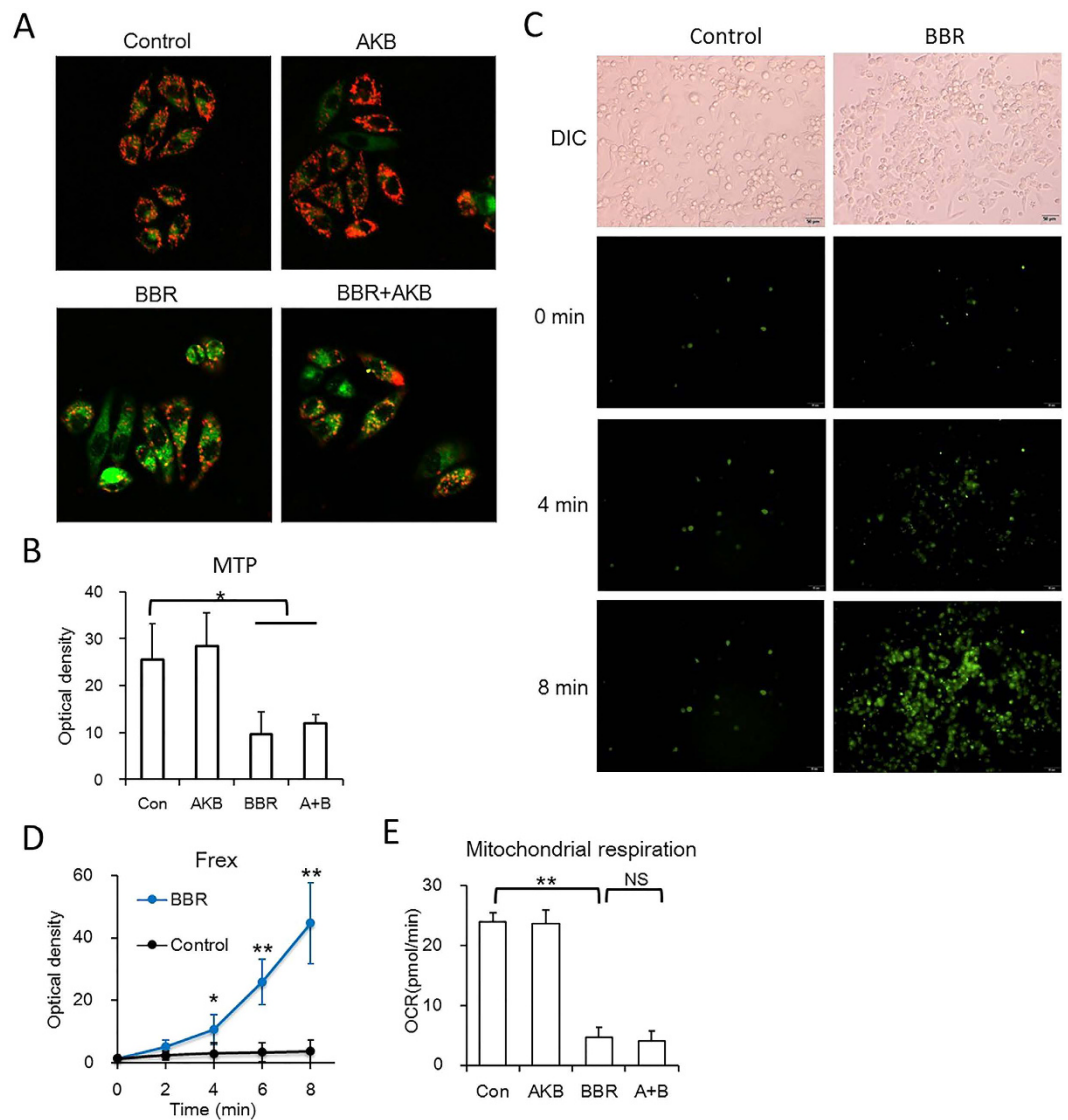 A
Control
AKB
BBR
BBR+AKB
B
MTP
*
Optical density
40
30
20
10
0
Con
AKB
BBR
A+B
C
Control
BBR
DIC
0 min
4 min
8 min
D
Frex
BBR
Control
*
**
**
Optical density
60
40
20
0
0
2
4
6
8
Time (min)
E
Mitochondrial respiration
**
NS
OCR(pmol/min)
30
20
10
0
Con
AKB
BBR
A+B